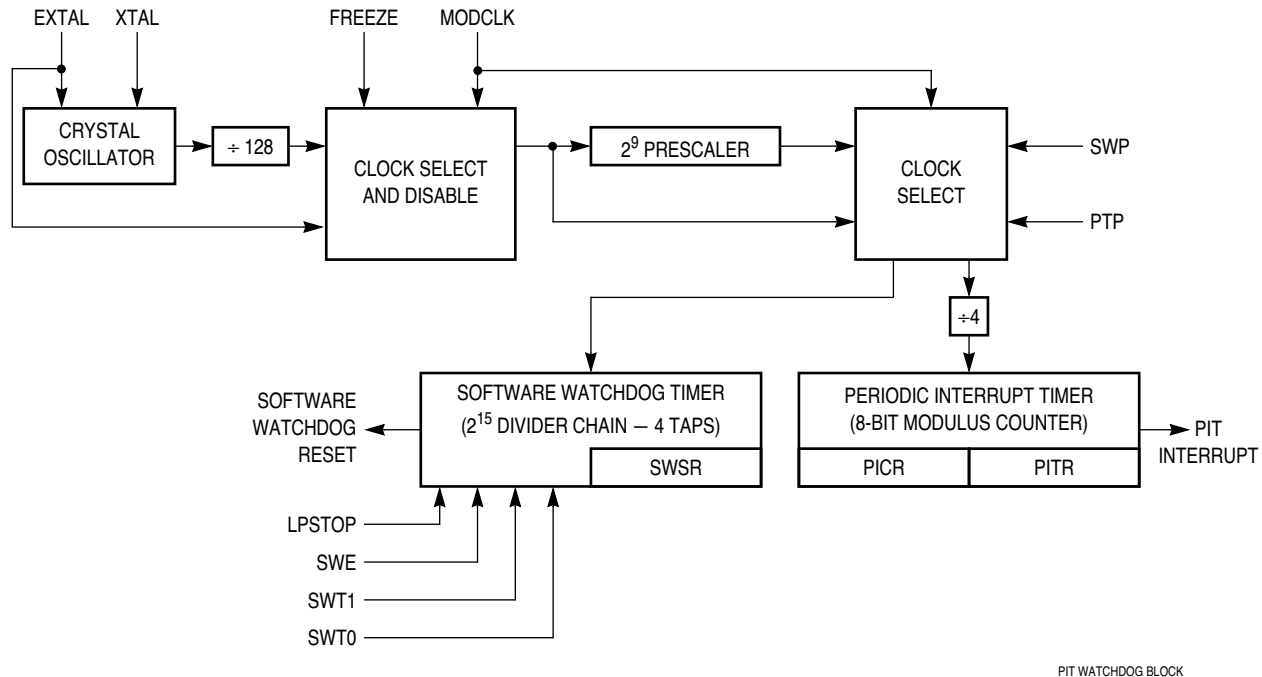 EXTAL XTAL FREEZE MODCLK
CRYSTAL
OSCILLATOR
÷ 128
CLOCK SELECT
AND DISABLE
2⁹ PRESCALER
CLOCK
SELECT
SWP
PTP
÷4
SOFTWARE
WATCHDOG
RESET
SOFTWARE WATCHDOG TIMER
(2¹⁵ DIVIDER CHAIN — 4 TAPS)
SWSR
PERIODIC INTERRUPT TIMER
(8-BIT MODULUS COUNTER)
PICR
PITR
PIT
INTERRUPT
LPSTOP
SWE
SWT1
SWT0
PIT WATCHDOG BLOCK